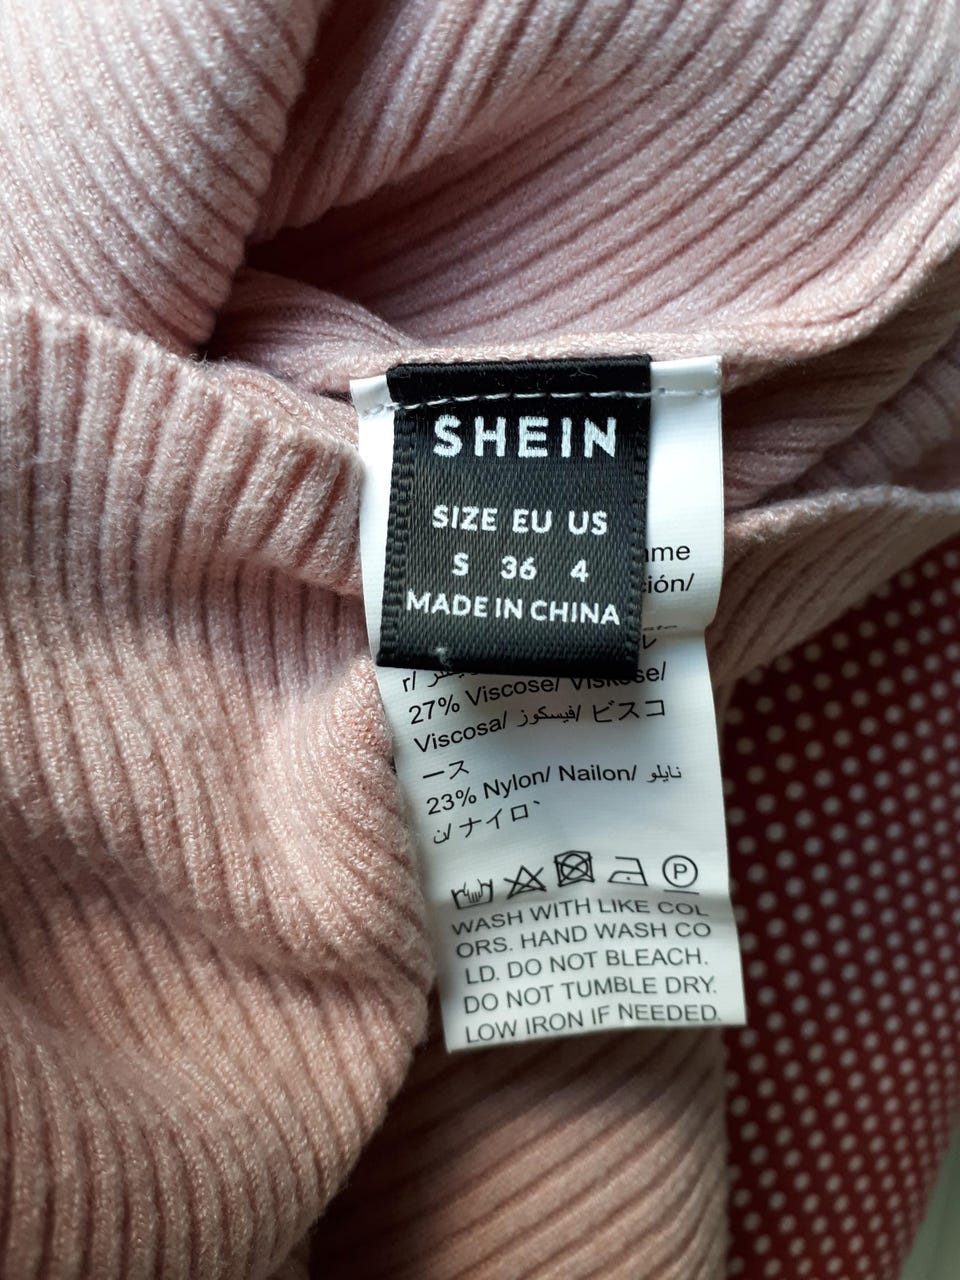 SHEIN
SIZE EU US
S 36 4
MADE IN CHINA
mme
ción/
r/
27% Viscose/ Viskose/
Viscosa/ فيسكوز/ ビスコ
ース
23% Nylon/ Nailon/ نايلو
ن/ ナイロ
P
WASH WITH LIKE COL
ORS. HAND WASH CO
LD. DO NOT BLEACH.
DO NOT TUMBLE DRY.
LOW IRON IF NEEDED.